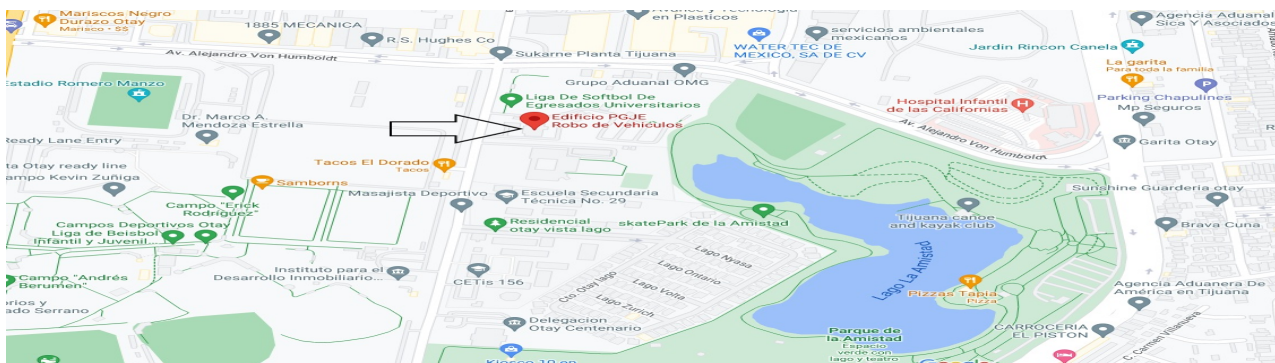 Mariscos Negro
Durazo Otay
Marisco · $$
1885 MECANICA
R.S. Hughes Co
Sukarne Planta Tijuana
en Plasticos
servicios ambientales
mexicanos
Agencia Aduanal
Sica Y Asociados
WATER TEC DE
MEXICO, SA DE CV
Jardin Rincon Canela
Av. Alejandro Von Humboldt
La garita
Para toda la familia
Grupo Aduanal OMG
Estadio Romero Manzo
Liga De Softbol De
Egresados Universitarios
Hospital Infantil
de las Californias
Parking Chapulines
Mp Seguros
Dr. Marco A.
Mendoza Estrella
Edificio PGJE
Robo de Vehículos
Av. Alejandro Von Humboldt
Ready Lane Entry
Garita Otay
ta Otay ready line
Tacos El Dorado
Tacos
ampo Kevin Zuñiga
Samborns
Masajista Deportivo
Escuela Secundaria
Técnica No. 29
Sunshine Guarderia otay
Campo "Erick
Rodriguez"
Campos Deportivos Otay
Liga de Beisbol
Infantil y Juvenil...
Residencial
otay vista lago
skatePark de la Amistad
Tijuana canoe
and kayak club
Brava Cuna
Lago Nyasa
Lago Ontario
Cto. Otay lago
Lago Volta
Lago Zurich
Lago La Amistad
Campo "Andrés
Berumen"
Instituto para el
Desarrollo Inmobiliario...
CETis 156
Pizzas Tapia
Pizza
Agencia Aduanera De
América en Tijuana
orios y
ado Serrano
Delegacion
Otay Centenario
Parque de
la Amistad
Espacio
verde con
lago y teatro
CARROCERIA
EL PISTON
C. Carmen Villanueva